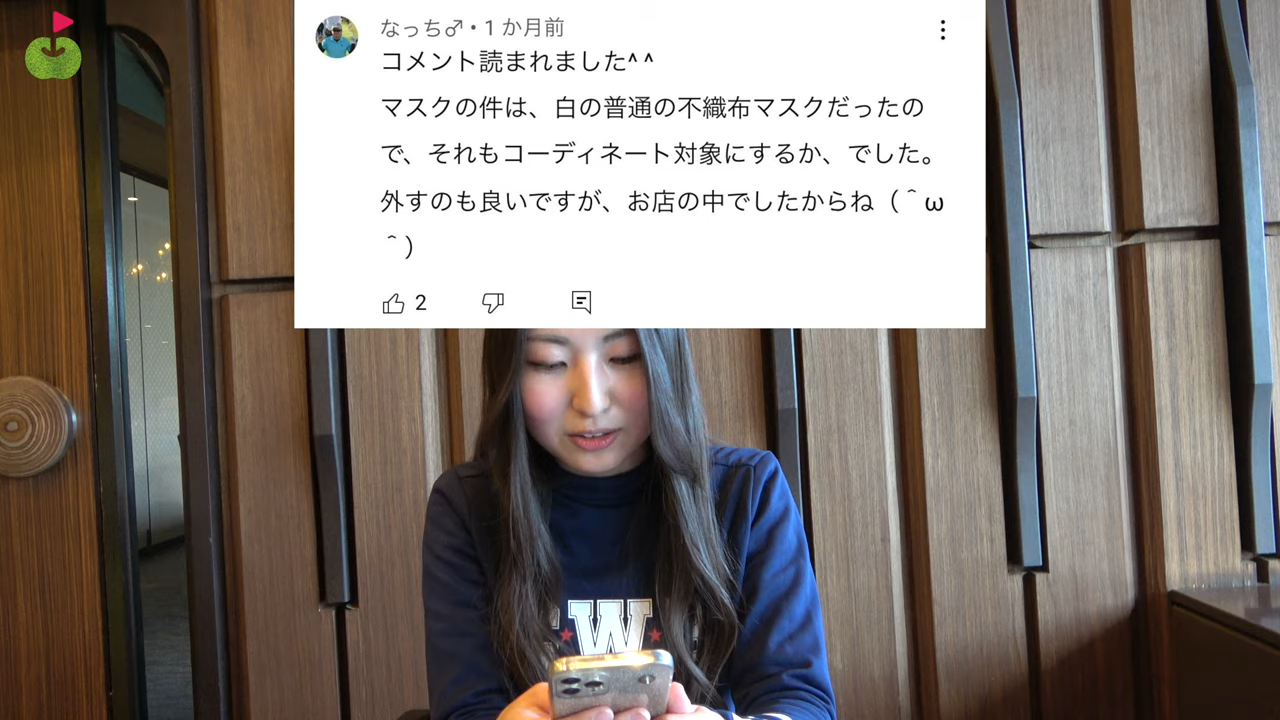 なっち♂•1 か月前
コメント読まれました^ ^
マスクの件は、白の普通の不織布マスクだったの
で、それもコーディネート対象にするか、でした。
外すのも良いですが、お店の中でしたからね（＾ω
＾）
2
W